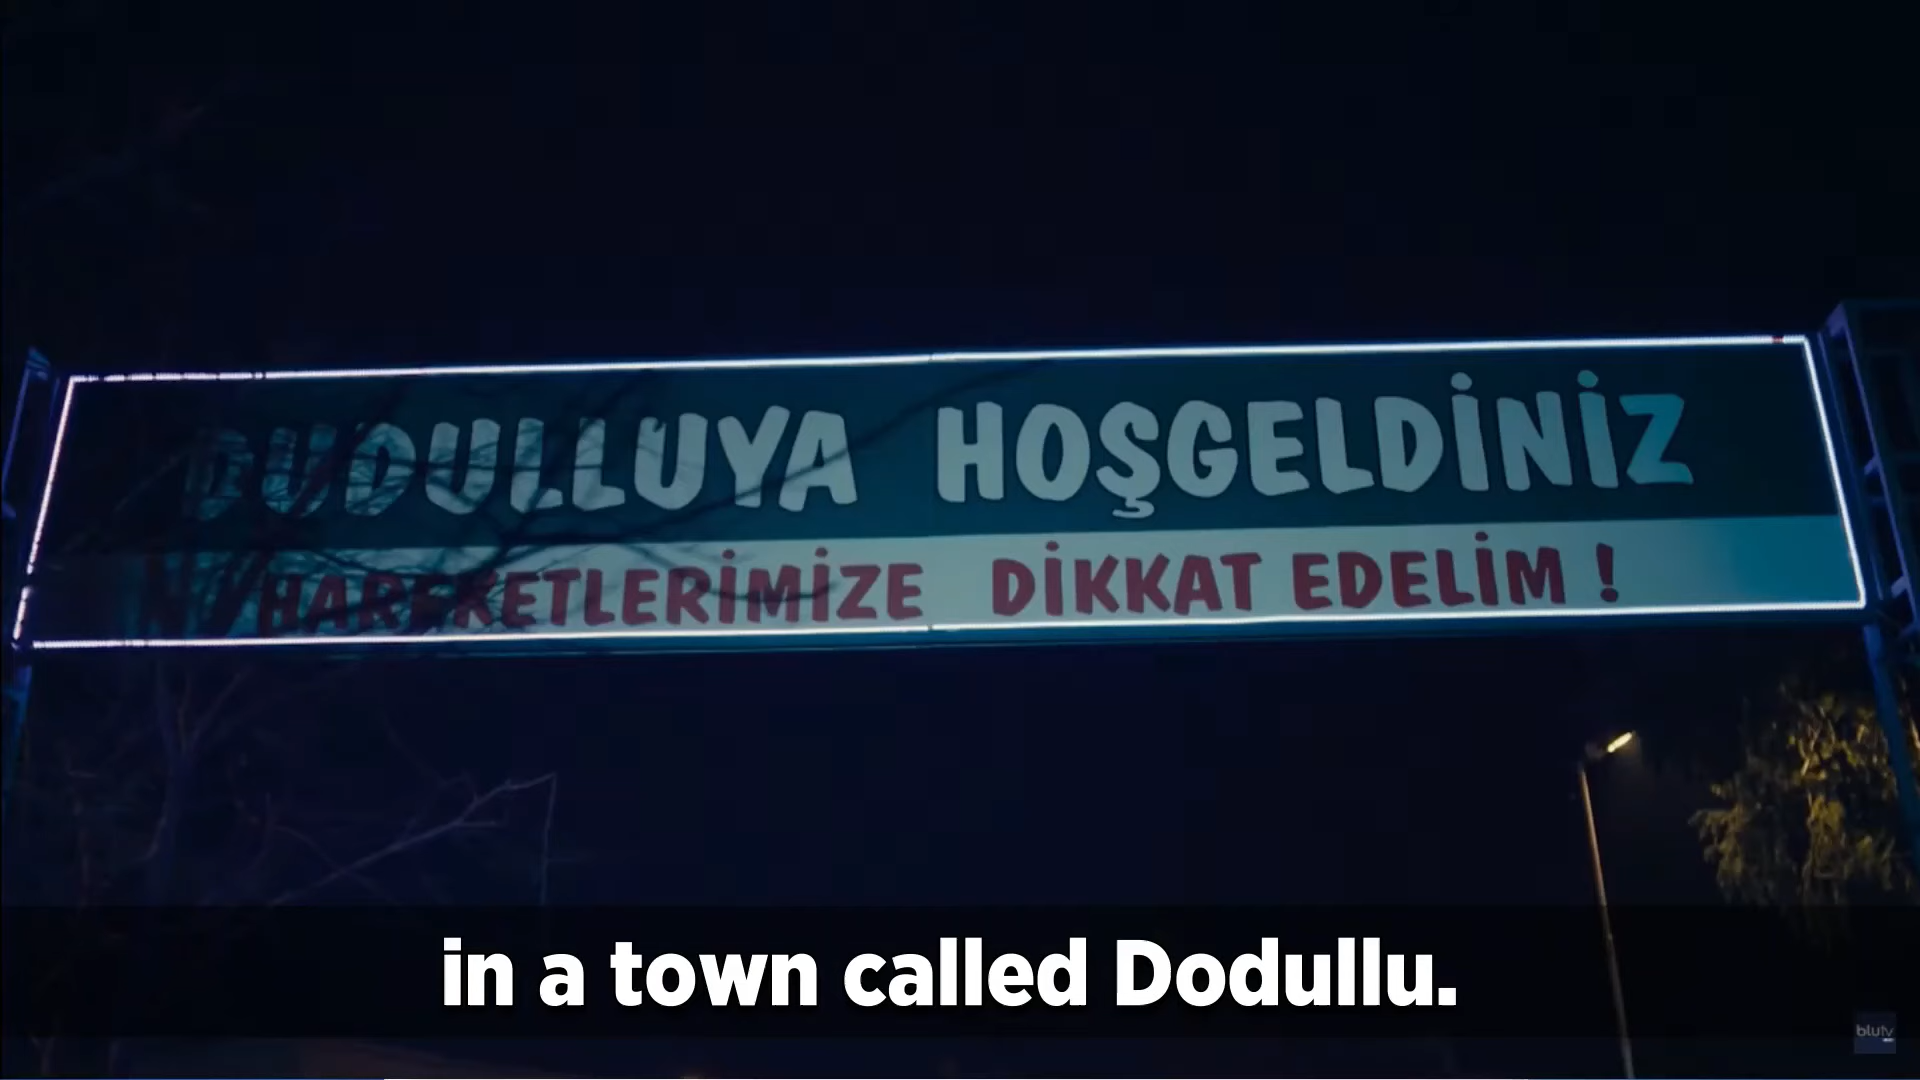 DUDULLUYA HOŞGELDİNİZ
HAREKETLERİMİZE DİKKAT EDELİM !
in a town called Dodullu.
blutv